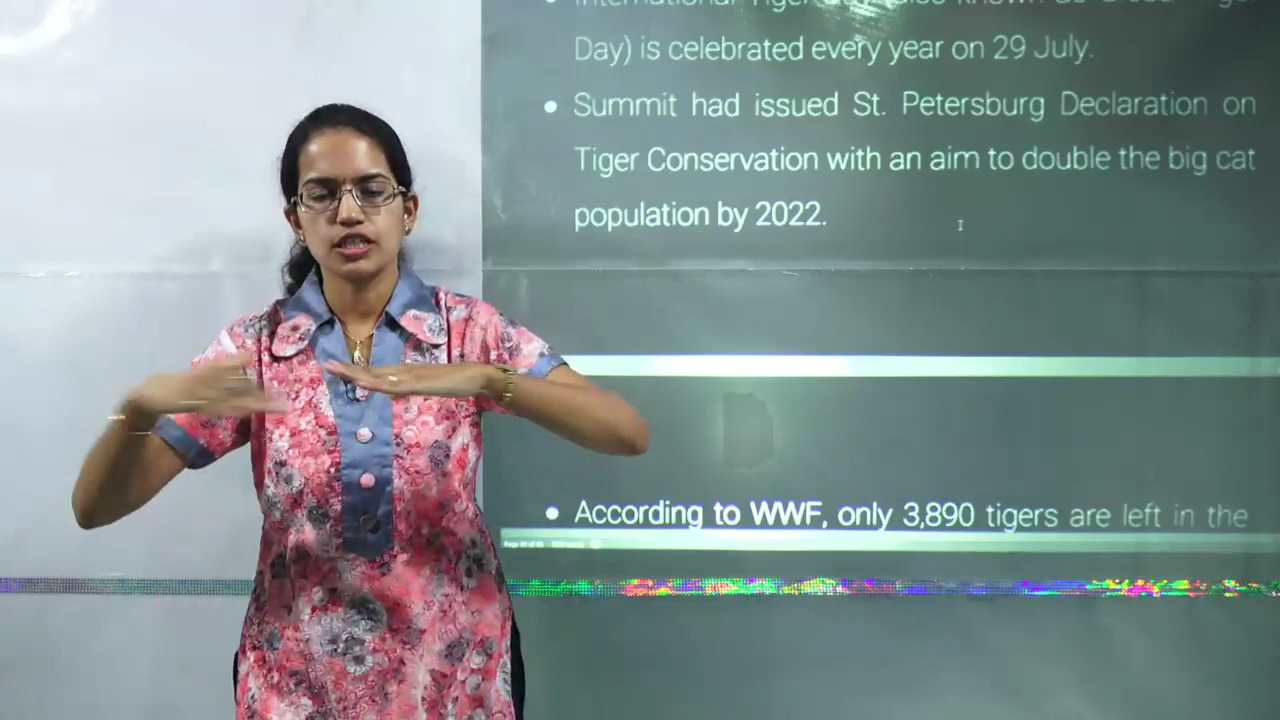 Day) is celebrated every year on 29 July.
• Summit had issued St. Petersburg Declaration on
Tiger Conservation with an aim to double the big cat
population by 2022.
• According to WWF, only 3,890 tigers are left in the